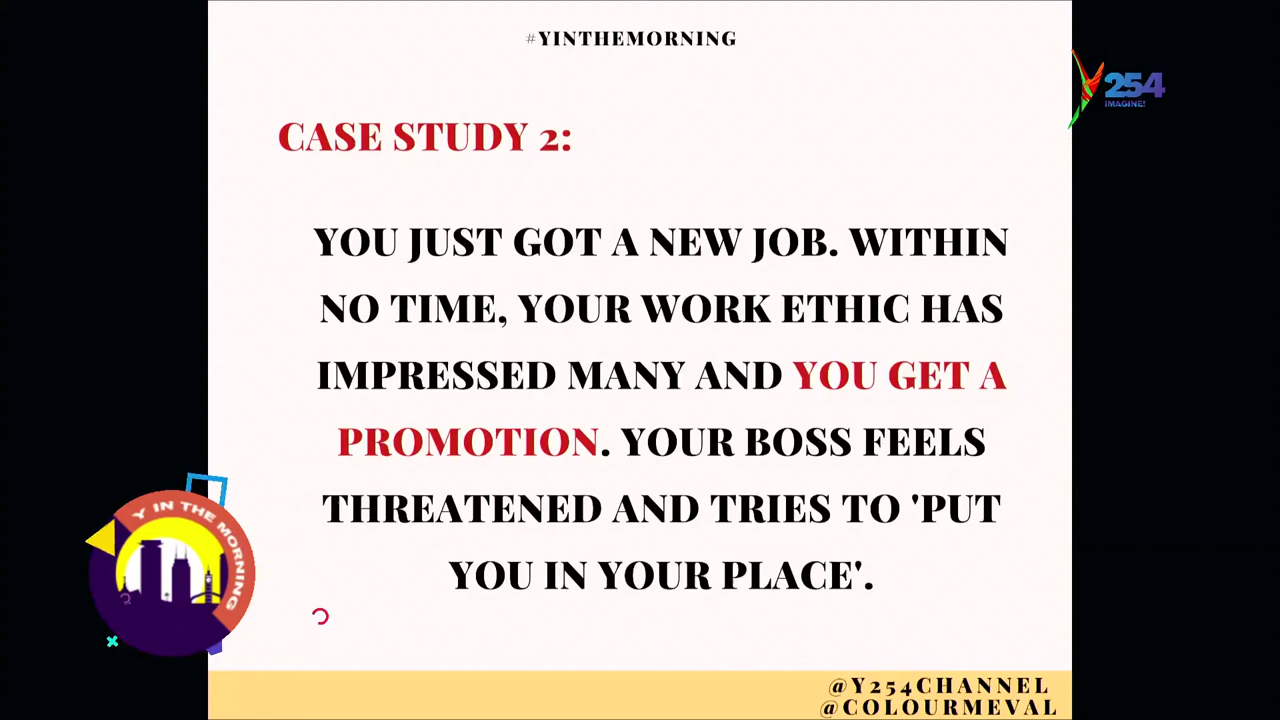 #YINTHEMORNING
254
IMAGINE!
CASE STUDY 2:
YOU JUST GOT A NEW JOB. WITHIN
NO TIME, YOUR WORK ETHIC HAS
IMPRESSED MANY AND YOU GET A
PROMOTION. YOUR BOSS FEELS
THREATENED AND TRIES TO 'PUT
YOU IN YOUR PLACE'.
Y IN THE MORNING
@Y254CHANNEL
@COLOURMEVAL